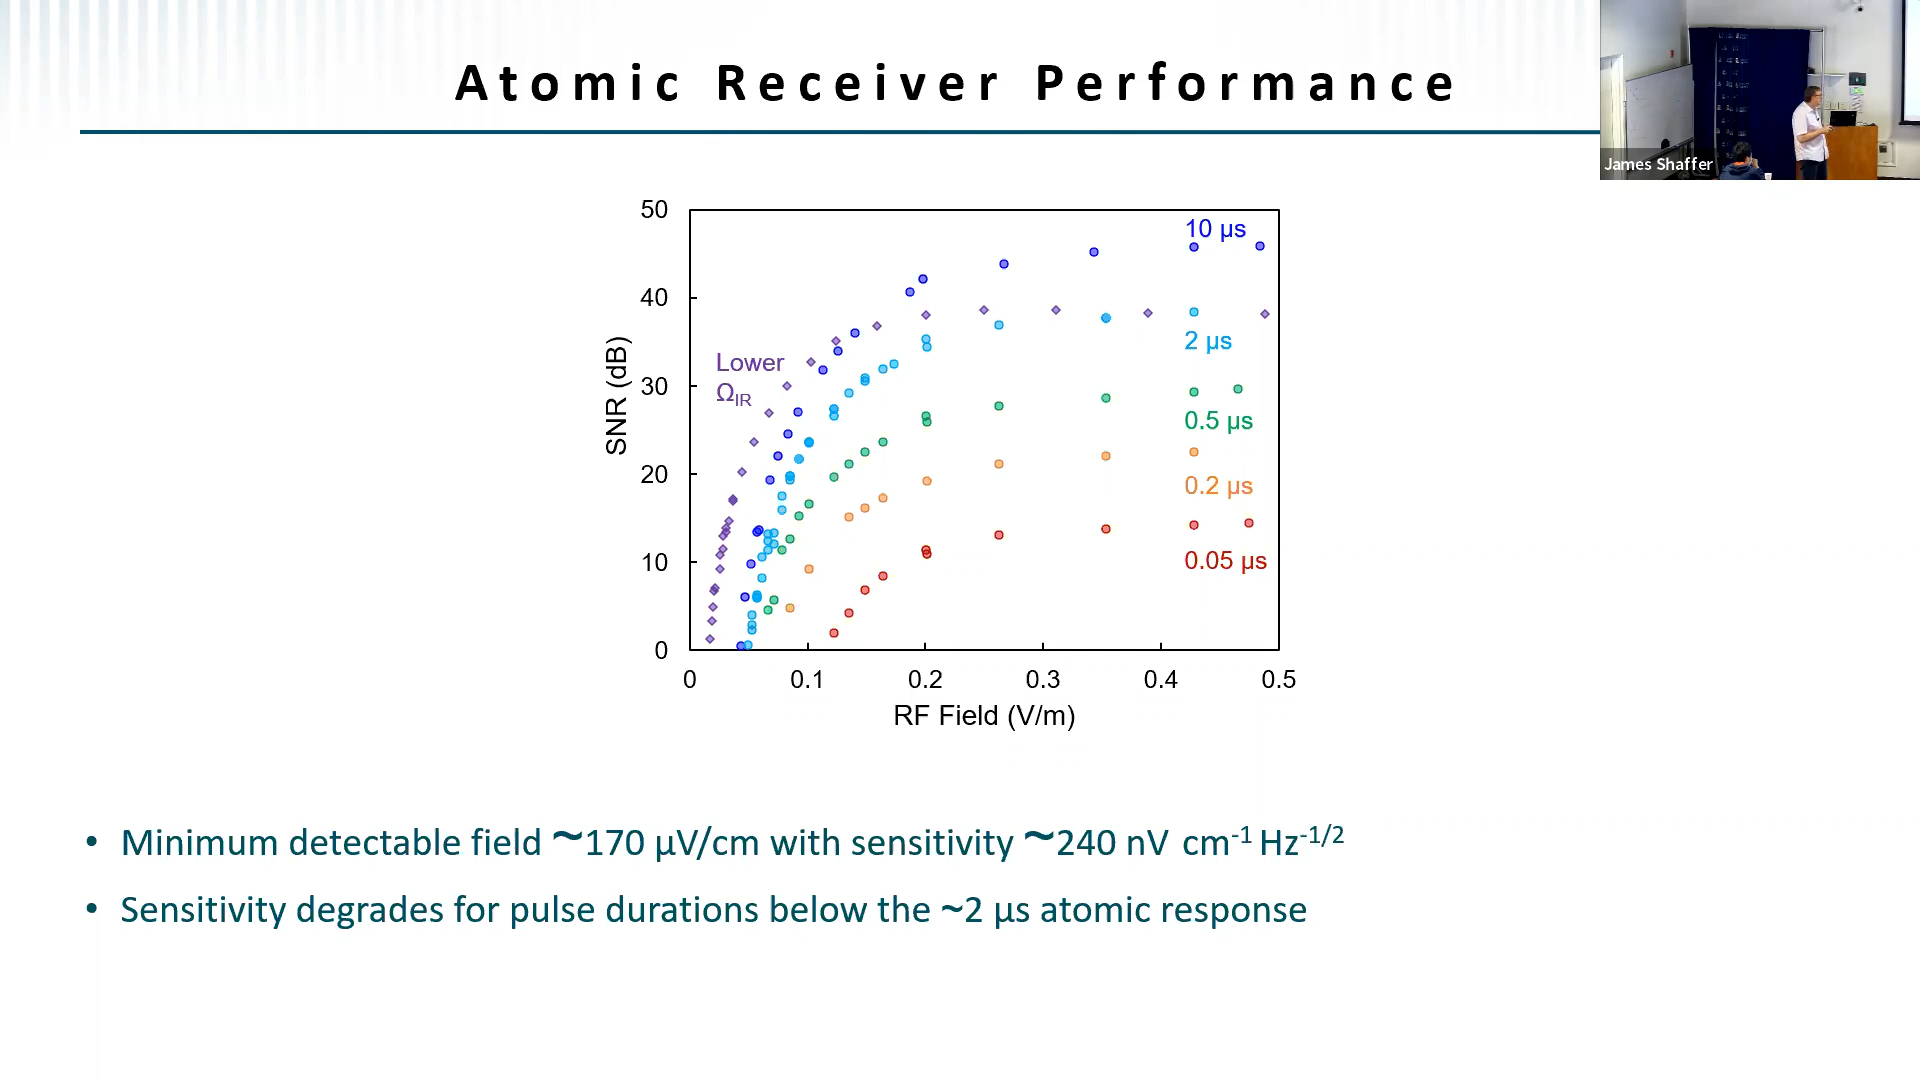 Atomic Receiver Performance
James Shaffer
50
40
30
20
10
0
SNR (dB)
10 µs
2 µs
0.5 µs
0.2 µs
0.05 µs
Lower
Ω_IR
0 0.1 0.2 0.3 0.4 0.5
RF Field (V/m)
• Minimum detectable field ~170 µV/cm with sensitivity ~240 nV cm⁻¹ Hz⁻¹/²
• Sensitivity degrades for pulse durations below the ~2 µs atomic response